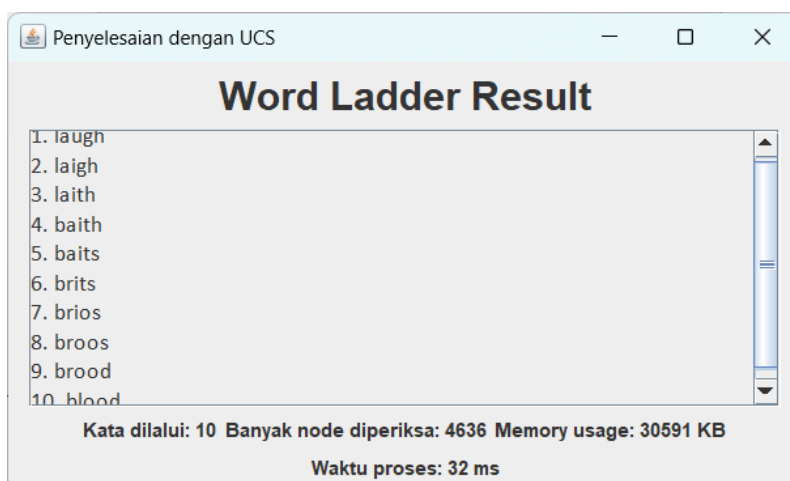 Penyelesaian dengan UCS
Word Ladder Result
1. laugh
2. laigh
3. laith
4. baith
5. baits
6. brits
7. brios
8. broos
9. brood
10. blood
Kata dilalui: 10 Banyak node diperiksa: 4636 Memory usage: 30591 KB
Waktu proses: 32 ms